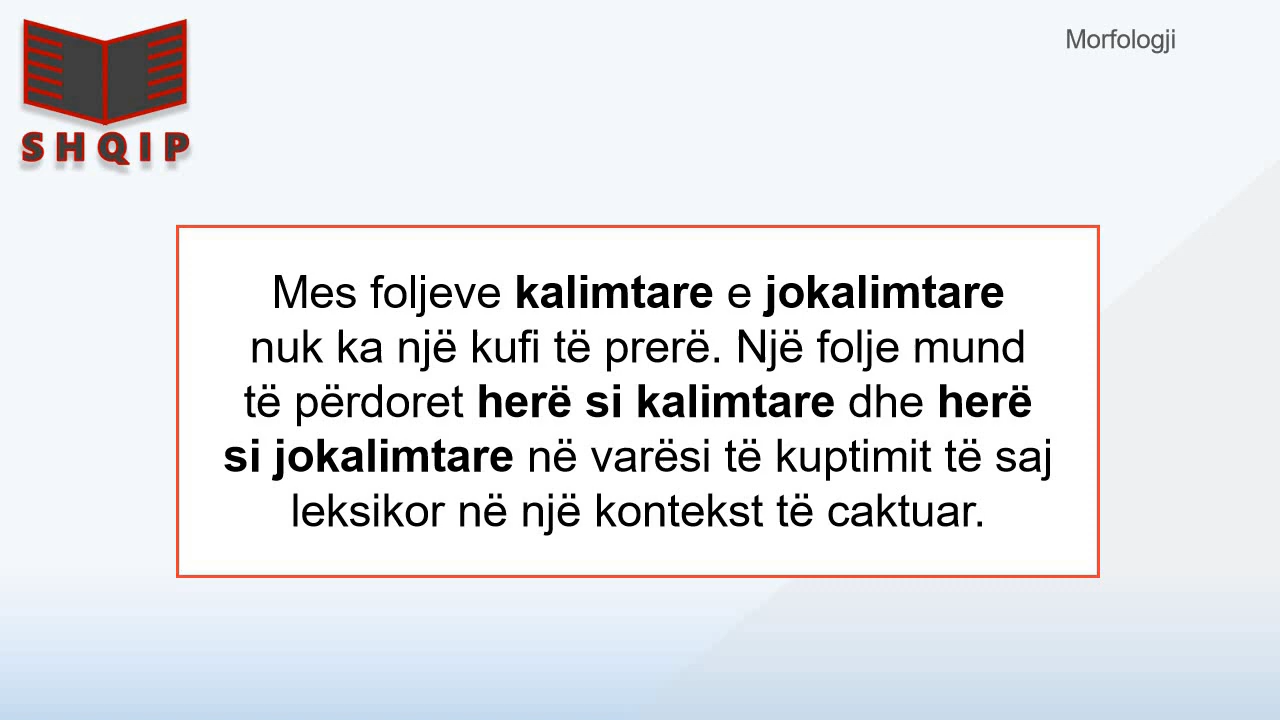 SHQIP
Morfologji
Mes foljeve kalimtare e jokalimtare
nuk ka një kufi të prerë. Një folje mund
të përdoret herë si kalimtare dhe herë
si jokalimtare në varësi të kuptimit të saj
leksikor në një kontekst të caktuar.